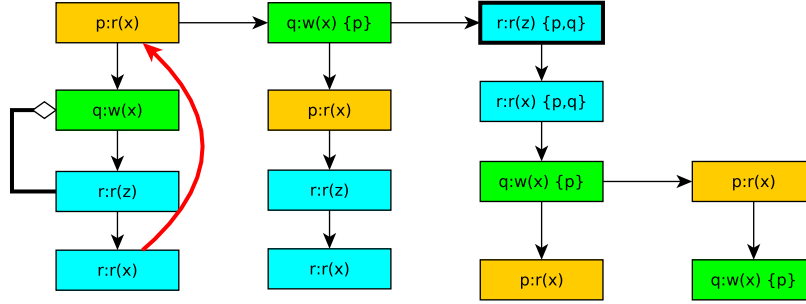 p:r(x)
q:w(x) {p}
r:r(z) {p,q}
q:w(x)
p:r(x)
r:r(x) {p,q}
r:r(z)
r:r(z)
q:w(x) {p}
p:r(x)
r:r(x)
r:r(x)
p:r(x)
q:w(x) {p}